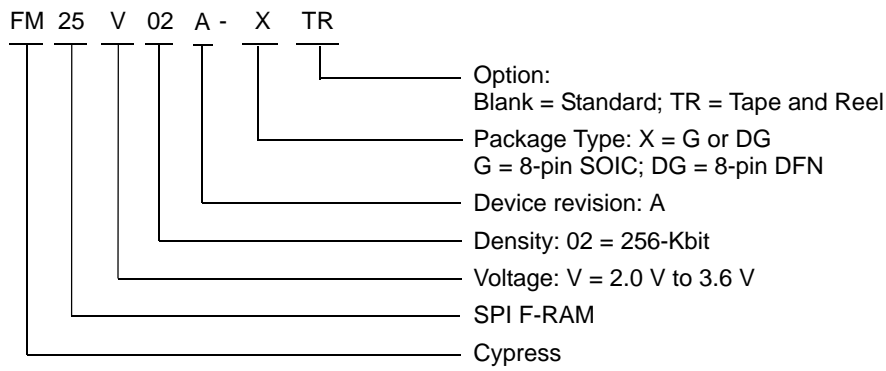 FM 25 V 02 A - X TR
Option:
Blank = Standard; TR = Tape and Reel
Package Type: X = G or DG
G = 8-pin SOIC; DG = 8-pin DFN
Device revision: A
Density: 02 = 256-Kbit
Voltage: V = 2.0 V to 3.6 V
SPI F-RAM
Cypress